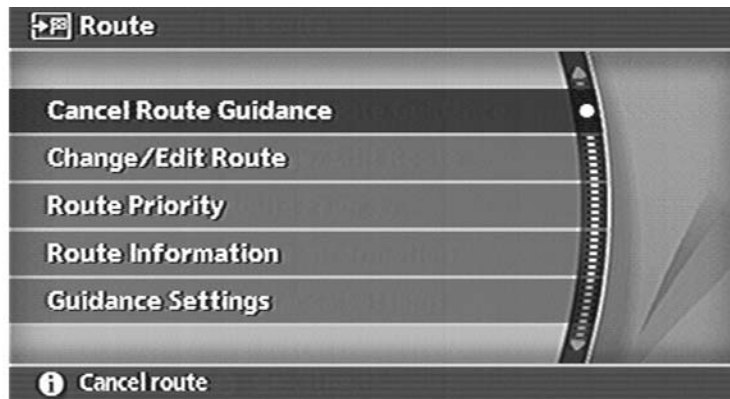 Route
Cancel Route Guidance
Change/Edit Route
Route Priority
Route Information
Guidance Settings
Cancel route